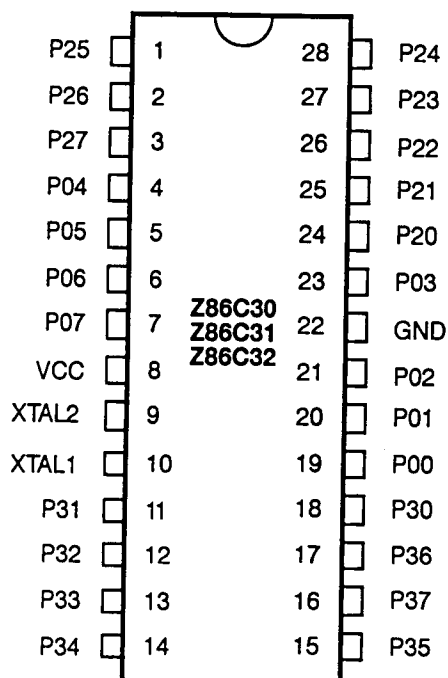 P25 1 28 P24
P26 2 27 P23
P27 3 26 P22
P04 4 25 P21
P05 5 24 P20
P06 6 23 P03
P07 7 Z86C30 22 GND
Z86C31
VCC 8 Z86C32 21 P02
XTAL2 9 20 P01
XTAL1 10 19 P00
P31 11 18 P30
P32 12 17 P36
P33 13 16 P37
P34 14 15 P35